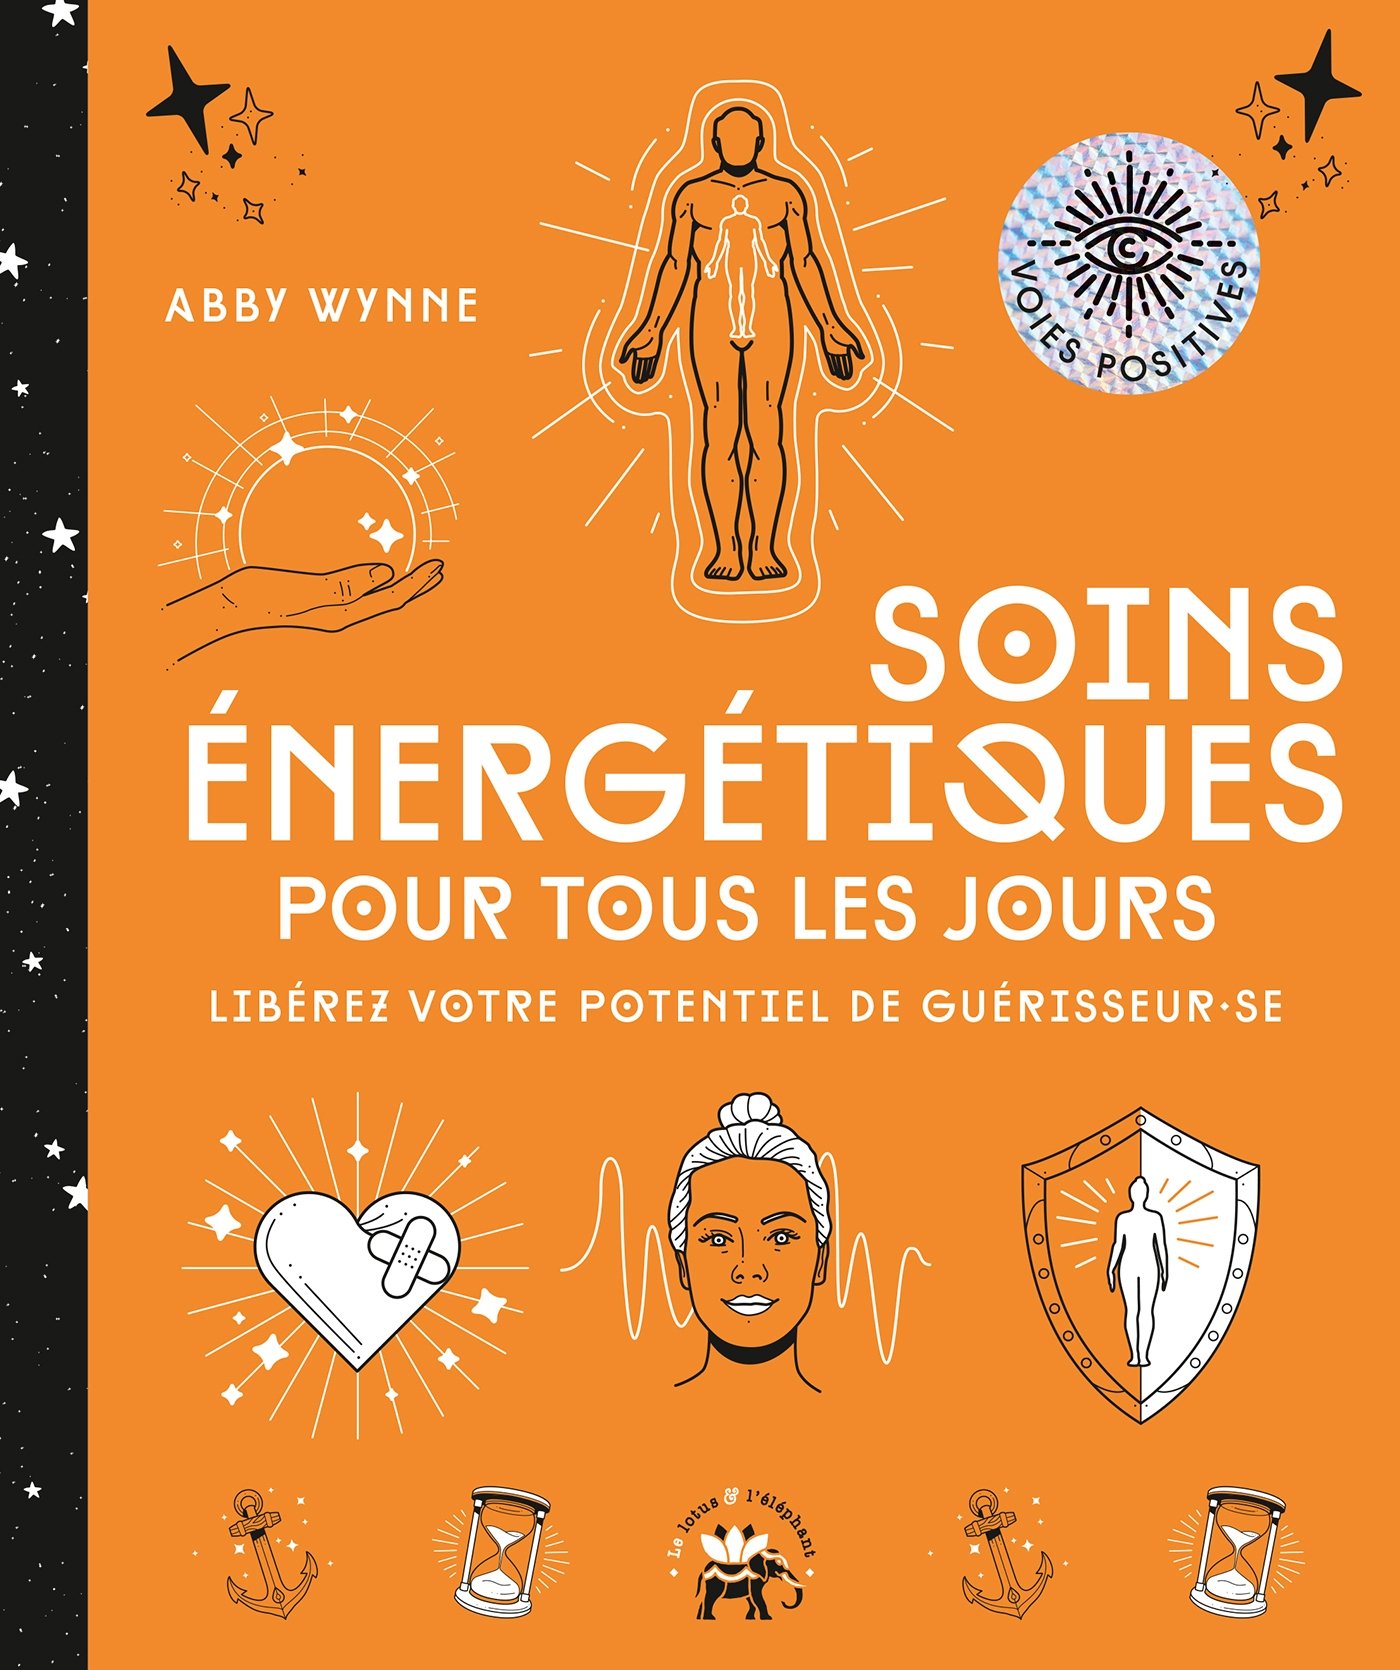 ABBY WYNNE
VOIES POSITIVES
SOINS
ÉNERGÉTIQUES
POUR TOUS LES JOURS
LIBÉREZ VOTRE POTENTIEL DE GUÉRISSEUR·SE
Le lotus & l'éléphant